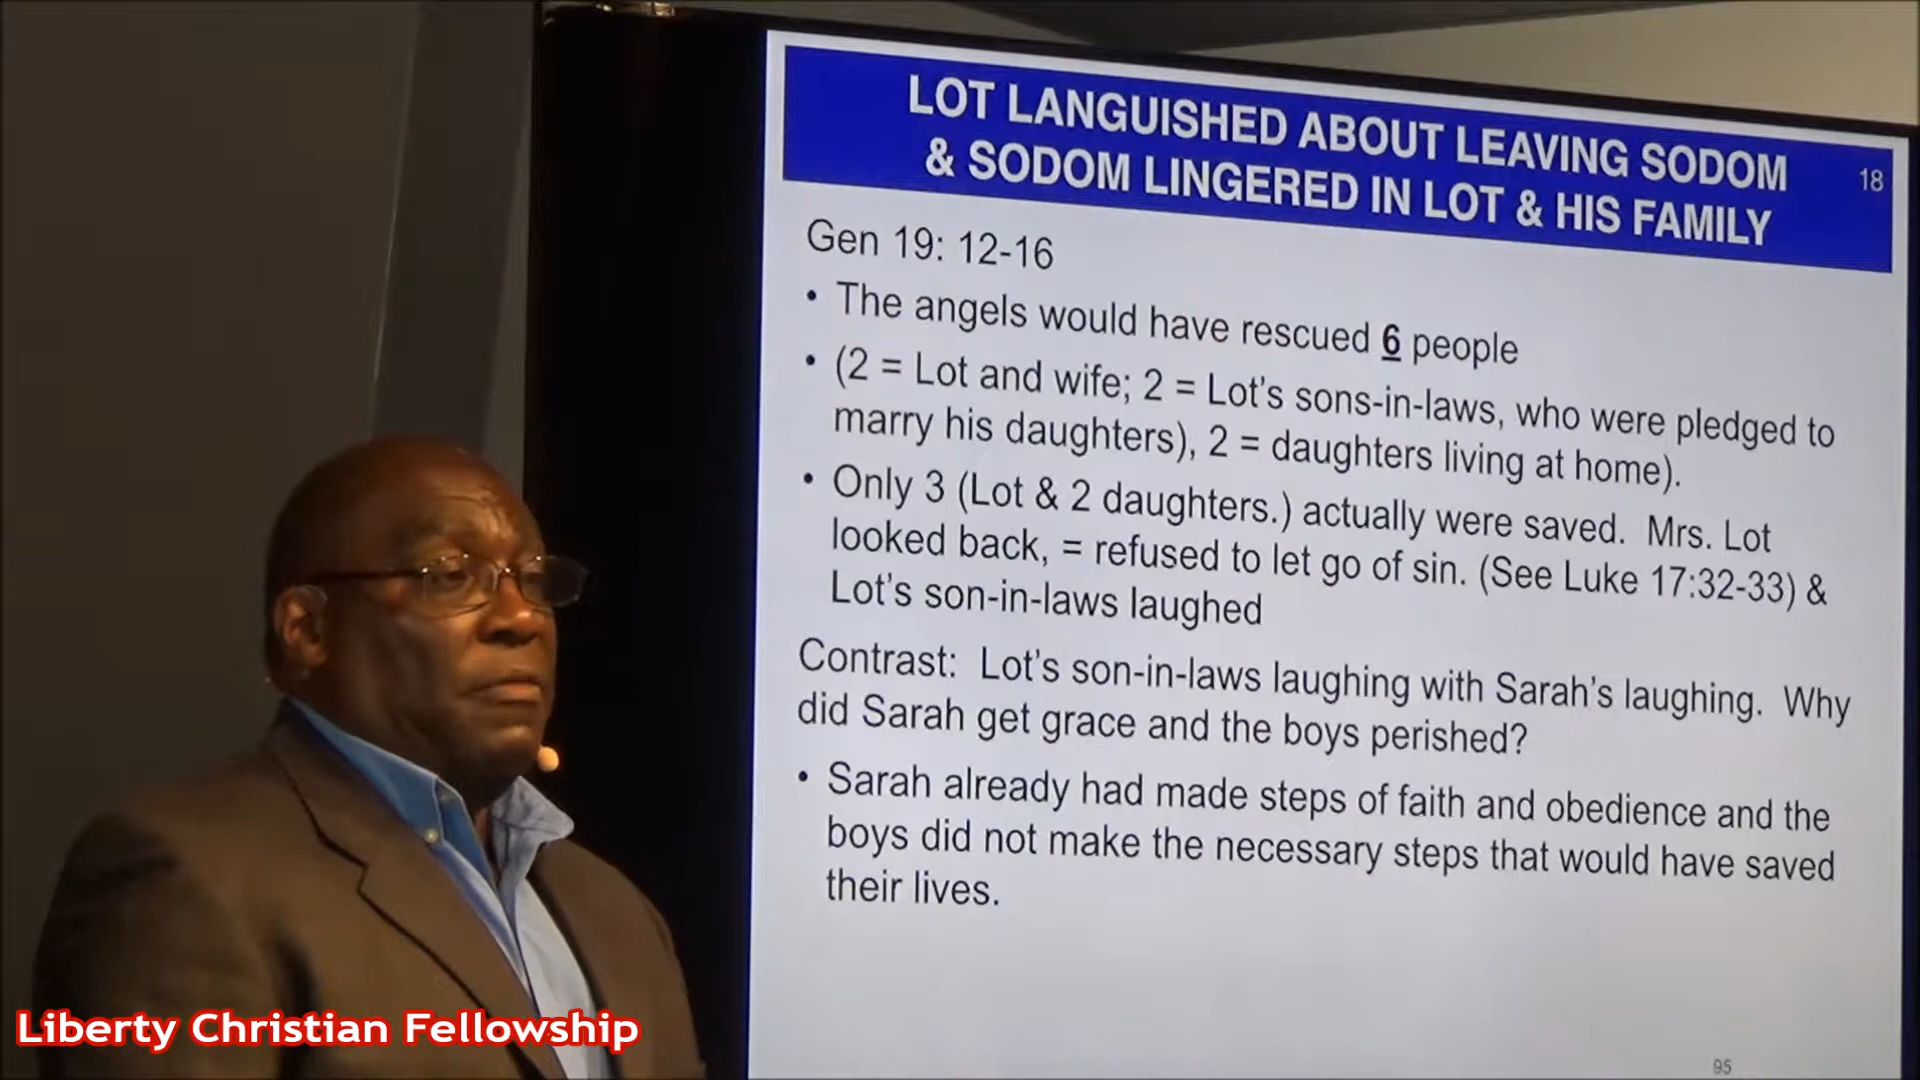 LOT LANGUISHED ABOUT LEAVING SODOM
& SODOM LINGERED IN LOT & HIS FAMILY
18
Gen 19: 12-16
• The angels would have rescued 6 people
• (2 = Lot and wife; 2 = Lot's sons-in-laws, who were pledged to
marry his daughters), 2 = daughters living at home).
• Only 3 (Lot & 2 daughters.) actually were saved. Mrs. Lot
looked back, = refused to let go of sin. (See Luke 17:32-33) &
Lot's son-in-laws laughed
Contrast: Lot's son-in-laws laughing with Sarah's laughing. Why
did Sarah get grace and the boys perished?
• Sarah already had made steps of faith and obedience and the
boys did not make the necessary steps that would have saved
their lives.
95
Liberty Christian Fellowship